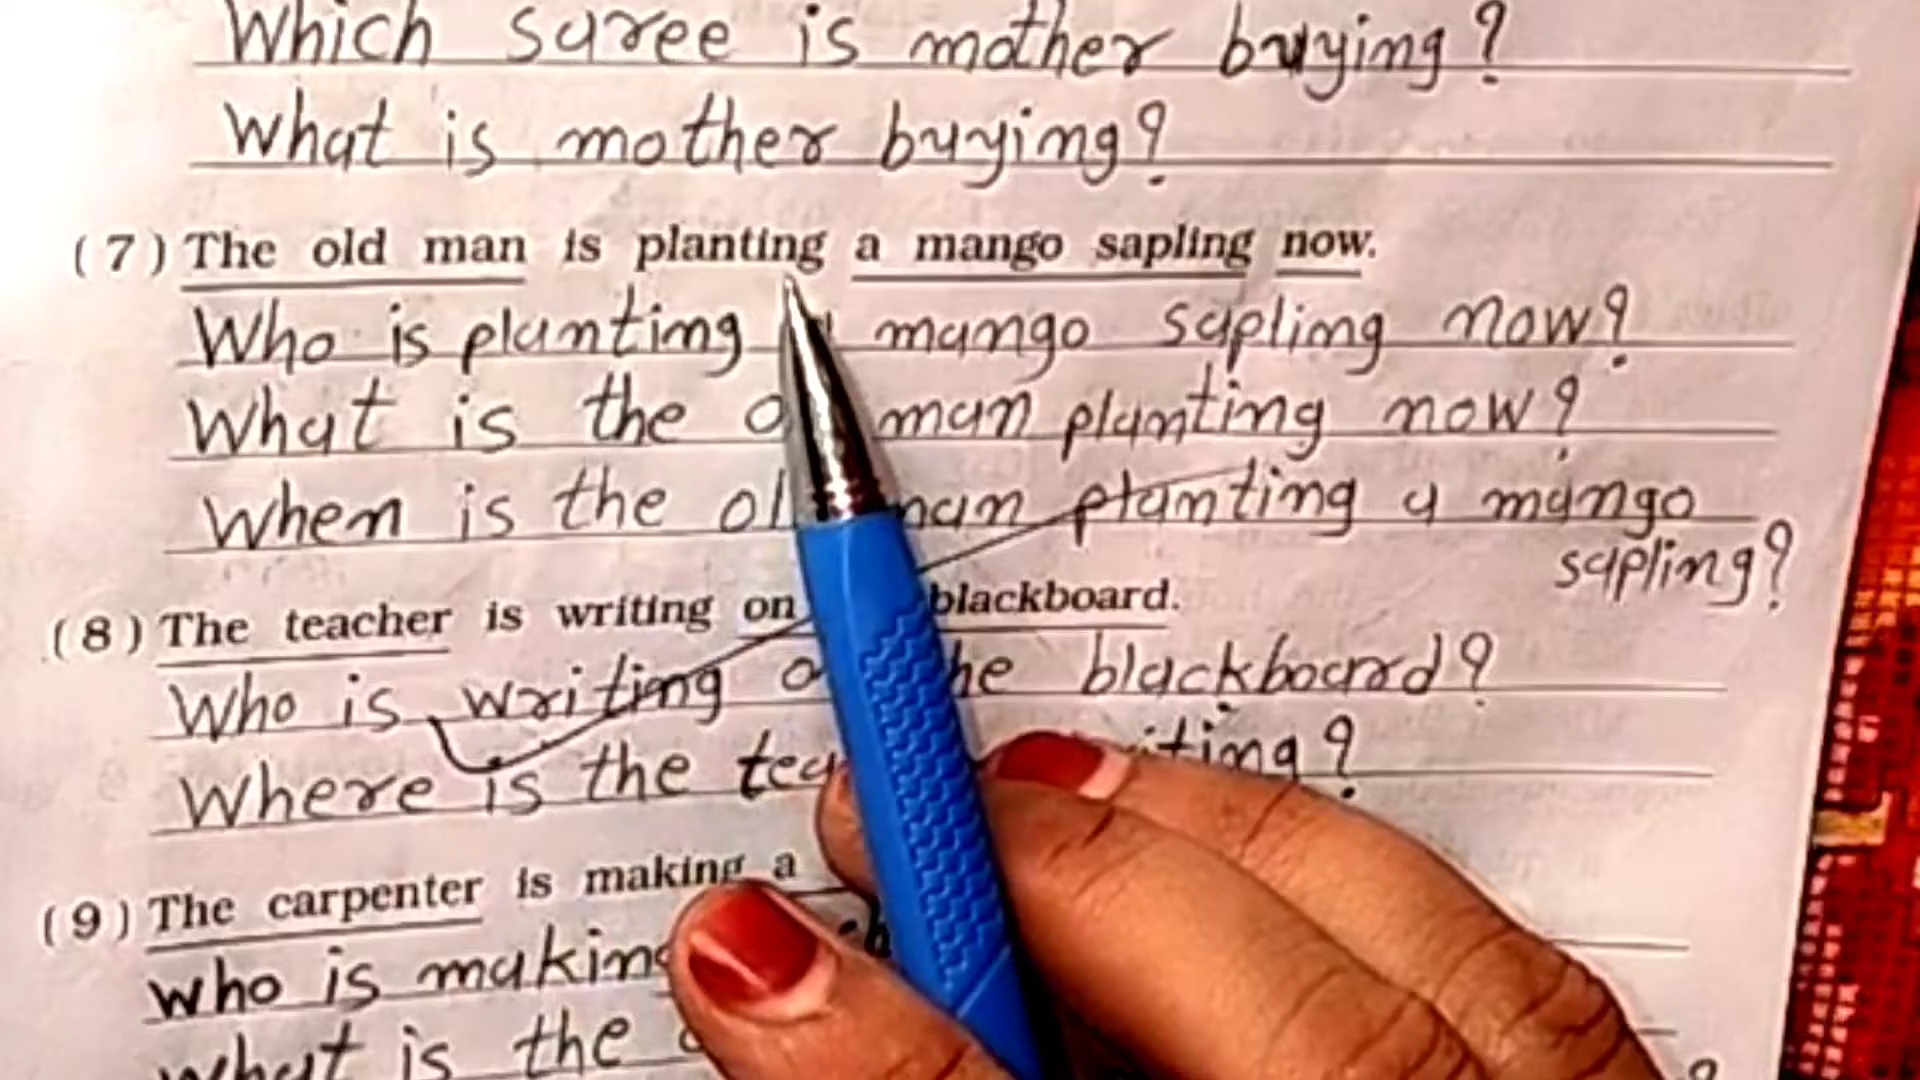 Which saree is mother buying?
What is mother buying?
(7) The old man is planting a mango sapling now.
Who is planting mango sapling now?
What is the man planting now?
When is the planting a mango
sapling?
(8) The teacher is writing on blackboard.
Who is writing blackboard?
Where is the
(9) The carpenter is making a
Who is
What is the